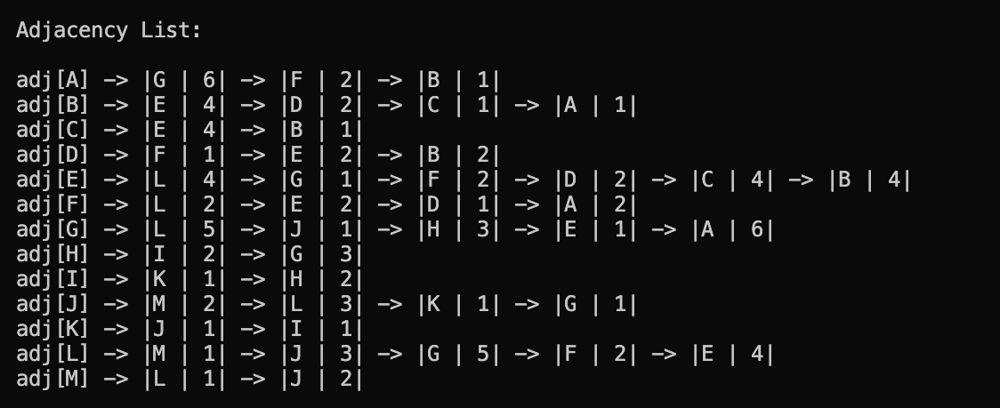 Adjacency List:
adj[A] -> |G | 6| -> |F | 2| -> |B | 1|
adj[B] -> |E | 4| -> |D | 2| -> |C | 1| -> |A | 1|
adj[C] -> |E | 4| -> |B | 1|
adj[D] -> |F | 1| -> |E | 2| -> |B | 2|
adj[E] -> |L | 4| -> |G | 1| -> |F | 2| -> |D | 2| -> |C | 4| -> |B | 4|
adj[F] -> |L | 2| -> |E | 2| -> |D | 1| -> |A | 2|
adj[G] -> |L | 5| -> |J | 1| -> |H | 3| -> |E | 1| -> |A | 6|
adj[H] -> |I | 2| -> |G | 3|
adj[I] -> |K | 1| -> |H | 2|
adj[J] -> |M | 2| -> |L | 3| -> |K | 1| -> |G | 1|
adj[K] -> |J | 1| -> |I | 1|
adj[L] -> |M | 1| -> |J | 3| -> |G | 5| -> |F | 2| -> |E | 4|
adj[M] -> |L | 1| -> |J | 2|